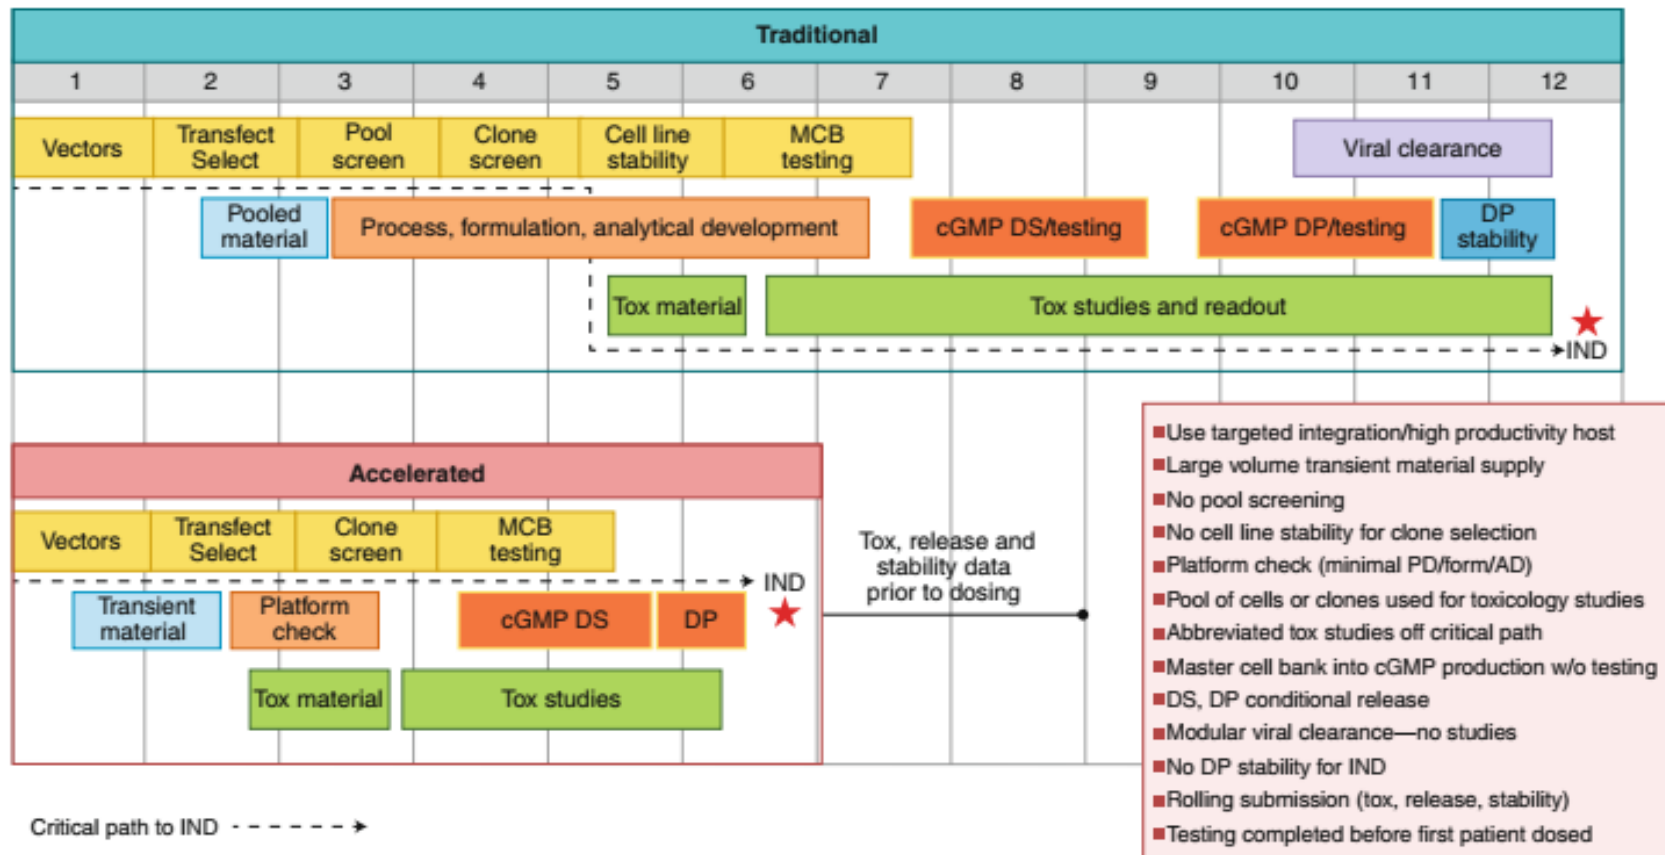 Traditional
1 2 3 4 5 6 7 8 9 10 11 12
Vectors
Transfect
Select
Pool
screen
Clone
screen
Cell line
stability
MCB
testing
Viral clearance
Pooled
material
Process, formulation, analytical development
cGMP DS/testing
cGMP DP/testing
DP
stability
Tox material
Tox studies and readout
IND
Accelerated
Vectors
Transfect
Select
Clone
screen
MCB
testing
IND
Transient
material
Platform
check
cGMP DS
DP
Tox material
Tox studies
Tox, release and
stability data
prior to dosing
Use targeted integration/high productivity host
Large volume transient material supply
No pool screening
No cell line stability for clone selection
Platform check (minimal PD/form/AD)
Pool of cells or clones used for toxicology studies
Abbreviated tox studies off critical path
Master cell bank into cGMP production w/o testing
DS, DP conditional release
Modular viral clearance—no studies
No DP stability for IND
Rolling submission (tox, release, stability)
Testing completed before first patient dosed
Critical path to IND